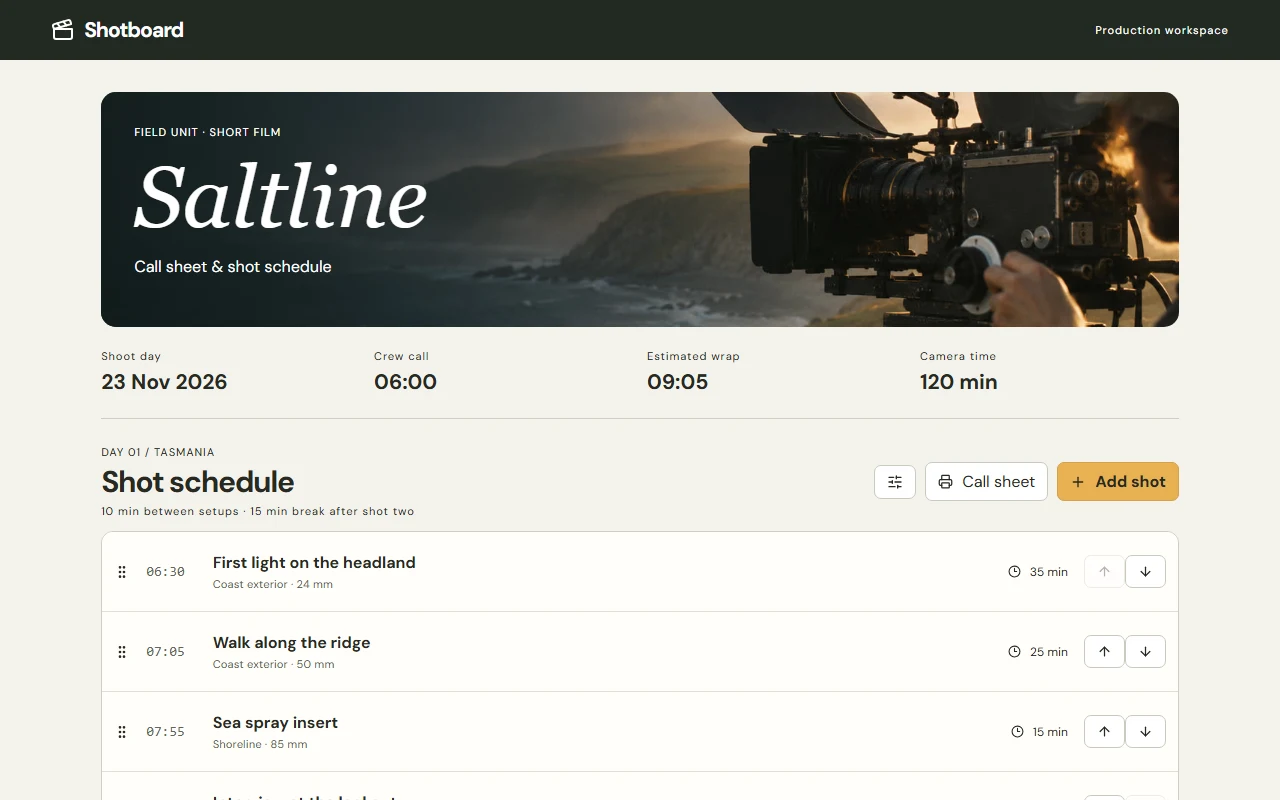 Shotboard
Production workspace
FIELD UNIT · SHORT FILM
Saltline
Call sheet & shot schedule
Shoot day
23 Nov 2026
Crew call
06:00
Estimated wrap
09:05
Camera time
120 min
DAY 01 / TASMANIA
Shot schedule
10 min between setups · 15 min break after shot two
Call sheet
Add shot
06:30
First light on the headland
Coast exterior · 24 mm
35 min
07:05
Walk along the ridge
Coast exterior · 50 mm
25 min
07:55
Sea spray insert
Shoreline · 85 mm
15 min